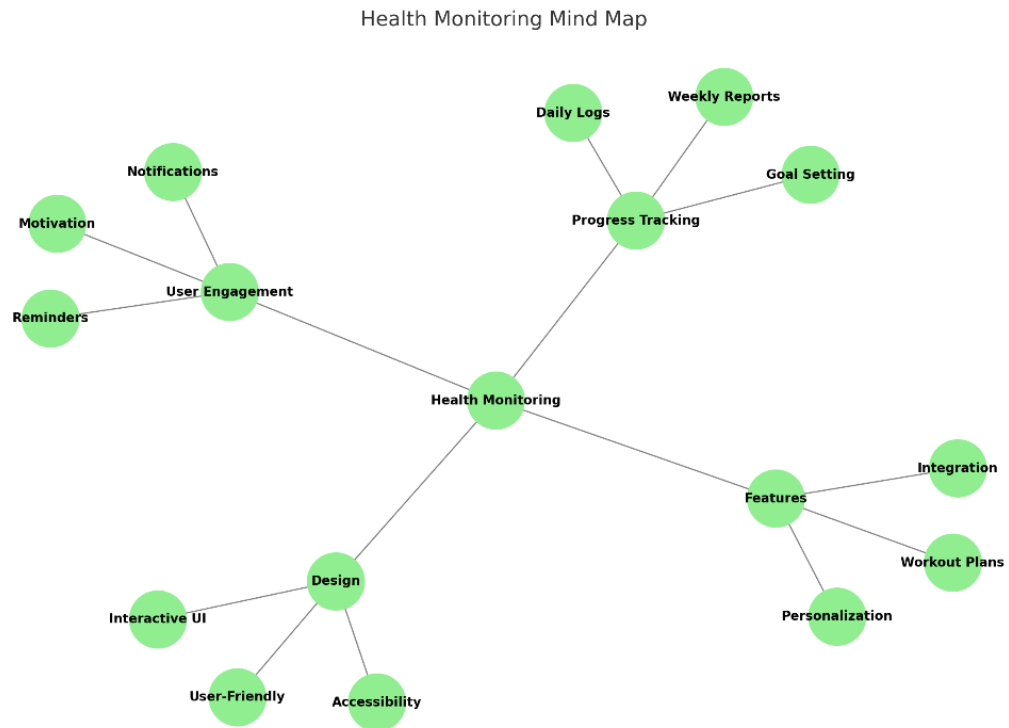 Health Monitoring Mind Map
Weekly Reports
Daily Logs
Notifications
Goal Setting
Motivation
Progress Tracking
User Engagement
Reminders
Health Monitoring
Integration
Features
Workout Plans
Design
Personalization
Interactive UI
User-Friendly
Accessibility